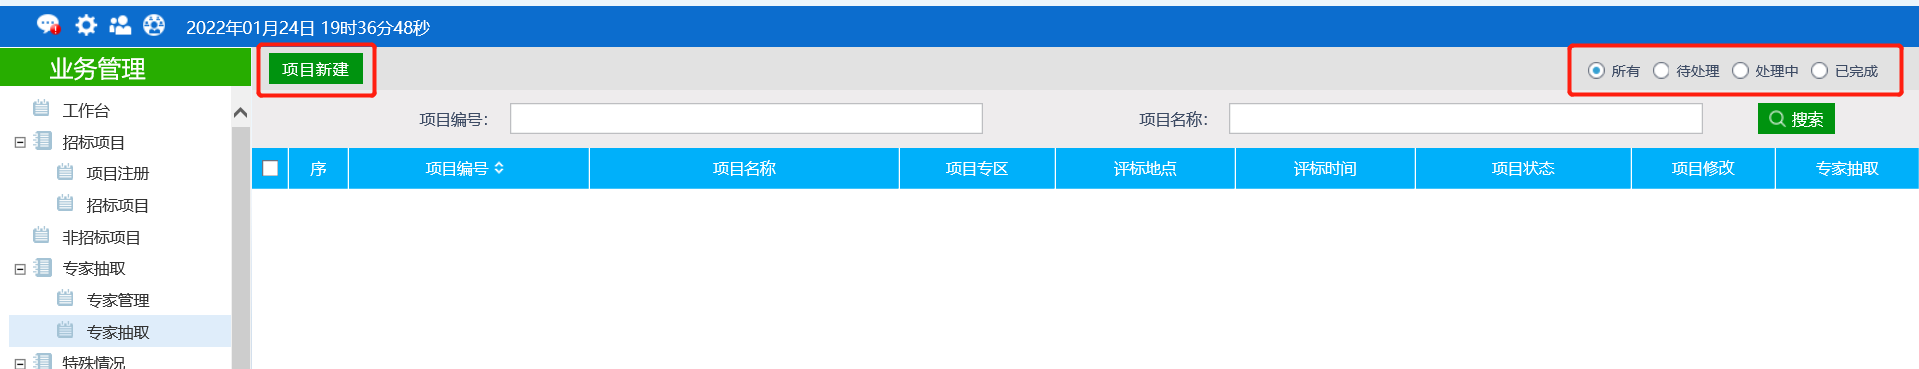 2022年01月24日 19时36分48秒
业务管理
项目新建
所有 待处理 处理中 已完成
工作台
招标项目
项目注册
招标项目
非招标项目
专家抽取
专家管理
专家抽取
特殊情况
项目编号: 项目名称: 搜索
序 项目编号 项目名称 项目专区 评标地点 评标时间 项目状态 项目修改 专家抽取